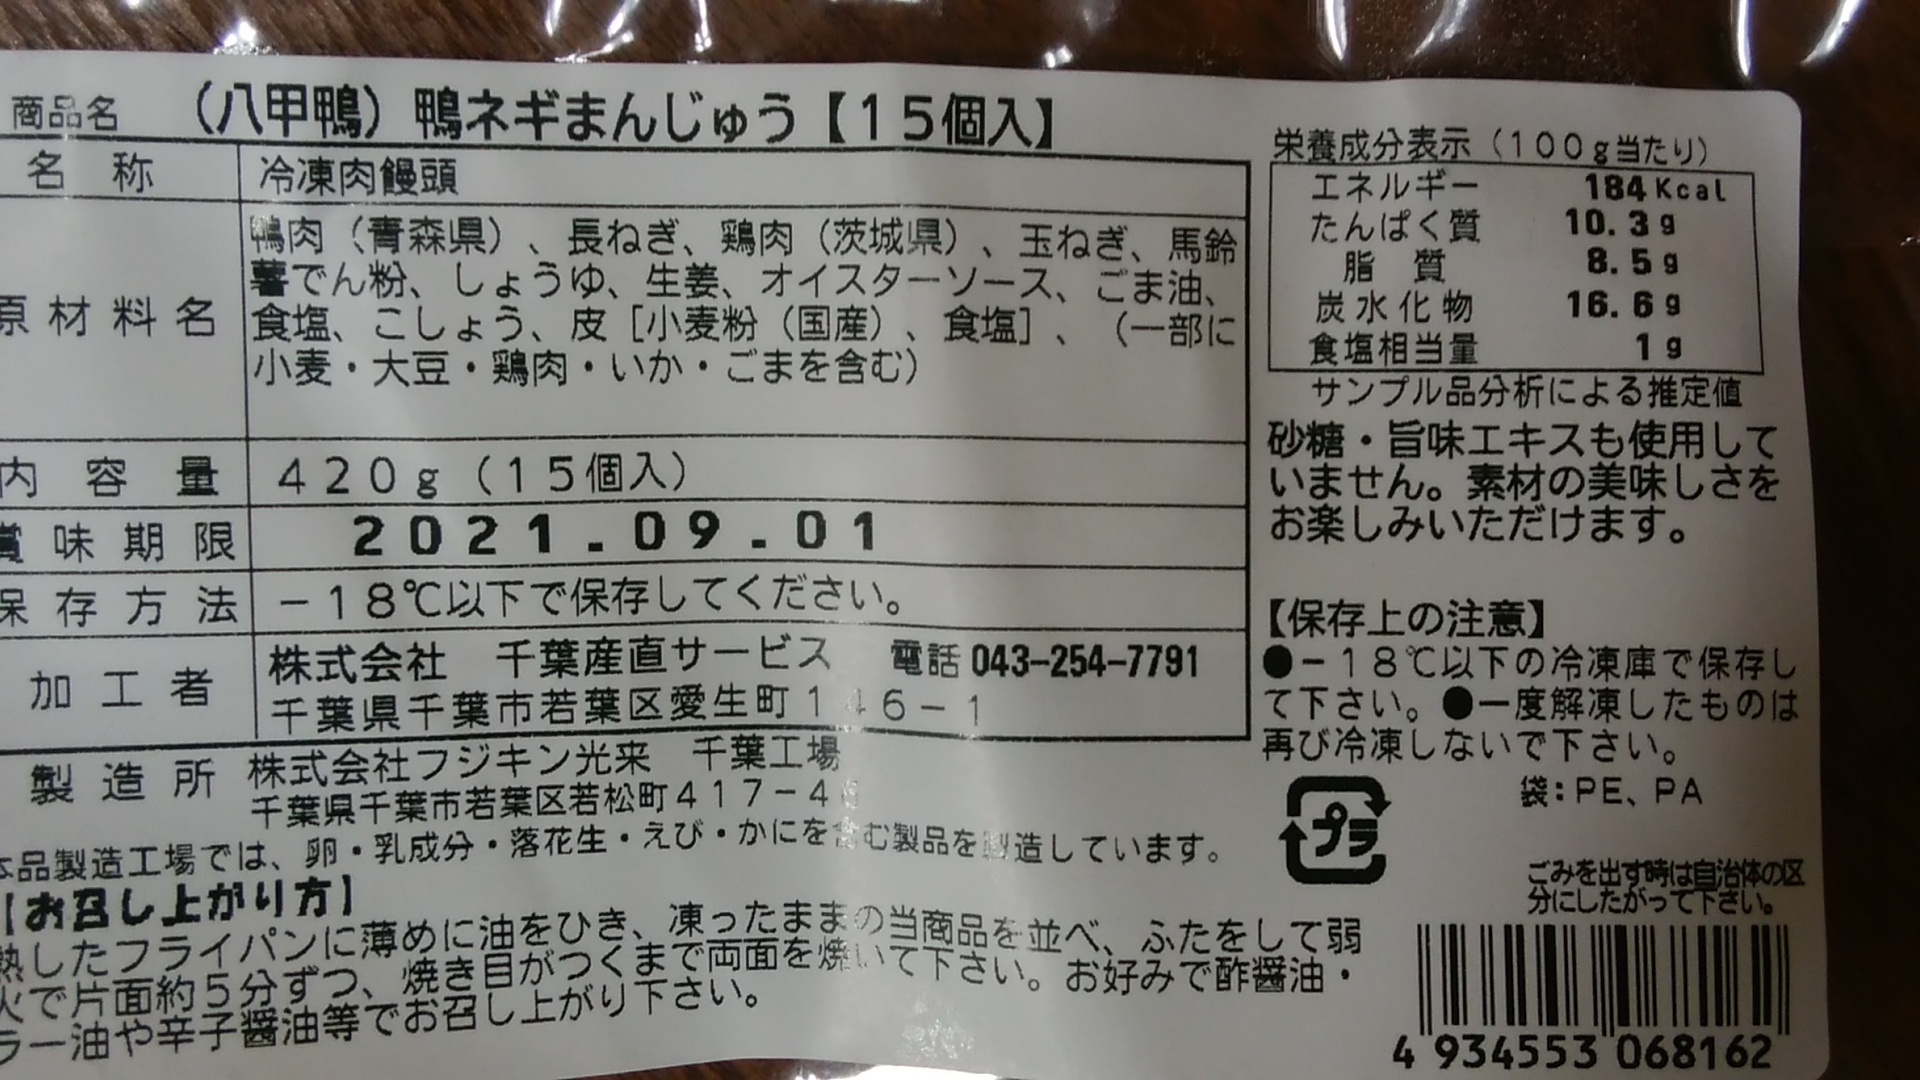 商品名 （八甲鴨）鴨ネギまんじゅう【１５個入】
名称 冷凍肉饅頭
原材料名 鴨肉（青森県）、長ねぎ、鶏肉（茨城県）、玉ねぎ、馬鈴
薯でん粉、しょうゆ、生姜、オイスターソース、ごま油、
食塩、こしょう、皮［小麦粉（国産）、食塩］、（一部に
小麦・大豆・鶏肉・いか・ごまを含む）
内容量 ４２０ｇ（１５個入）
賞味期限 2021.09.01
保存方法 －１８℃以下で保存してください。
加工者 株式会社 千葉産直サービス 電話043-254-7791
千葉県千葉市若葉区愛生町１４６－１
製造所 株式会社フジキン光来 千葉工場
千葉県千葉市若葉区若松町４１７－４６
本品製造工場では、卵・乳成分・落花生・えび・かにを含む製品を製造しています。
【お召し上がり方】
熱したフライパンに薄めに油をひき、凍ったままの当商品を並べ、ふたをして弱
火で片面約５分ずつ、焼き目がつくまで両面を焼いて下さい。お好みで酢醤油・
ラー油や辛子醤油等でお召し上がり下さい。
栄養成分表示（１００ｇ当たり）
エネルギー 184 Kcal
たんぱく質 10.3g
脂質 8.5g
炭水化物 16.6g
食塩相当量 1g
サンプル品分析による推定値
砂糖・旨味エキスも使用して
いません。素材の美味しさを
お楽しみいただけます。
【保存上の注意】
●－１８℃以下の冷凍庫で保存し
て下さい。●一度解凍したものは
再び冷凍しないで下さい。
袋：PE、PA
プラ
ごみを出す時は自治体の区
分にしたがって下さい。
4 934553 068162